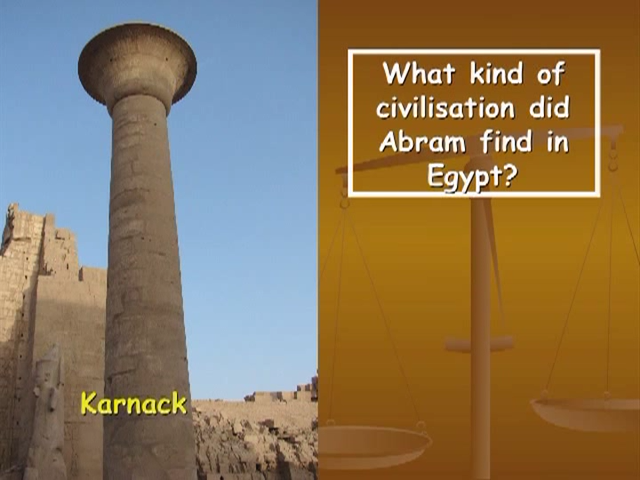 What kind of
civilisation did
Abram find in
Egypt?
Karnack